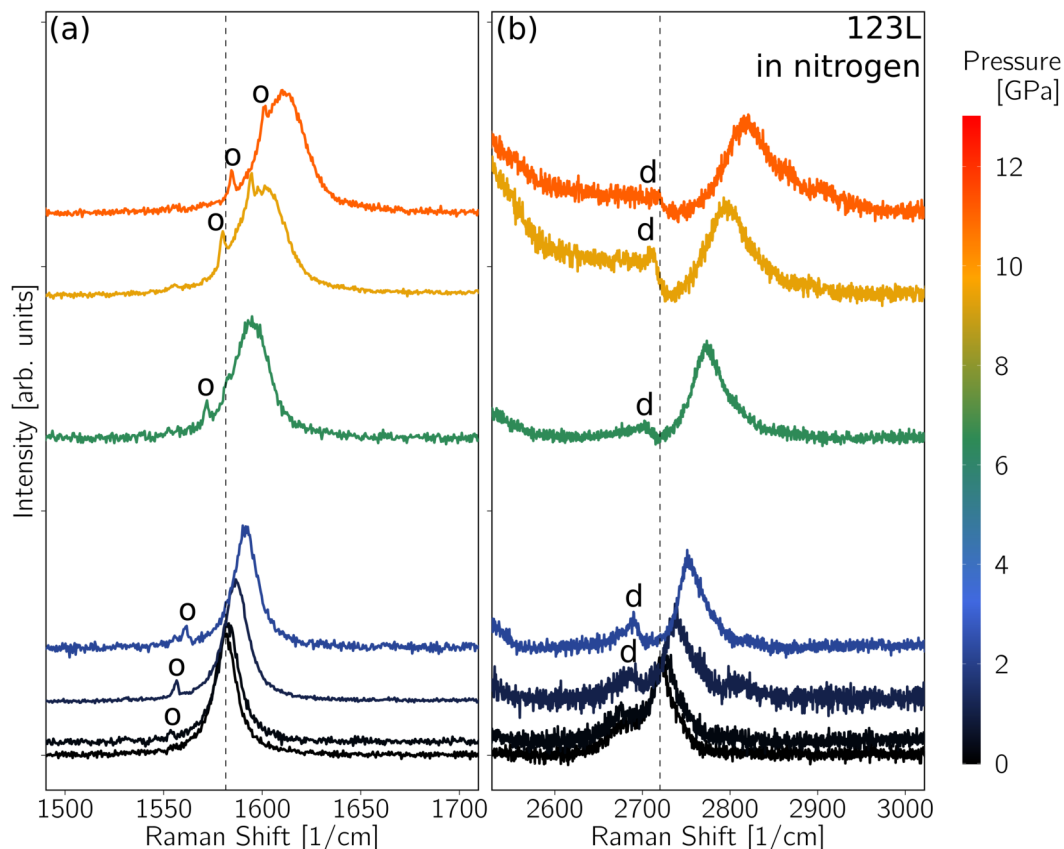 (a)
(b)
123L
in nitrogen
Pressure
[GPa]
o
o
o
o
o
o
o
d
d
d
d
d
12
10
8
6
4
2
0
Intensity [arb. units]
1500 1550 1600 1650 1700
2600 2700 2800 2900 3000
Raman Shift [1/cm]
Raman Shift [1/cm]